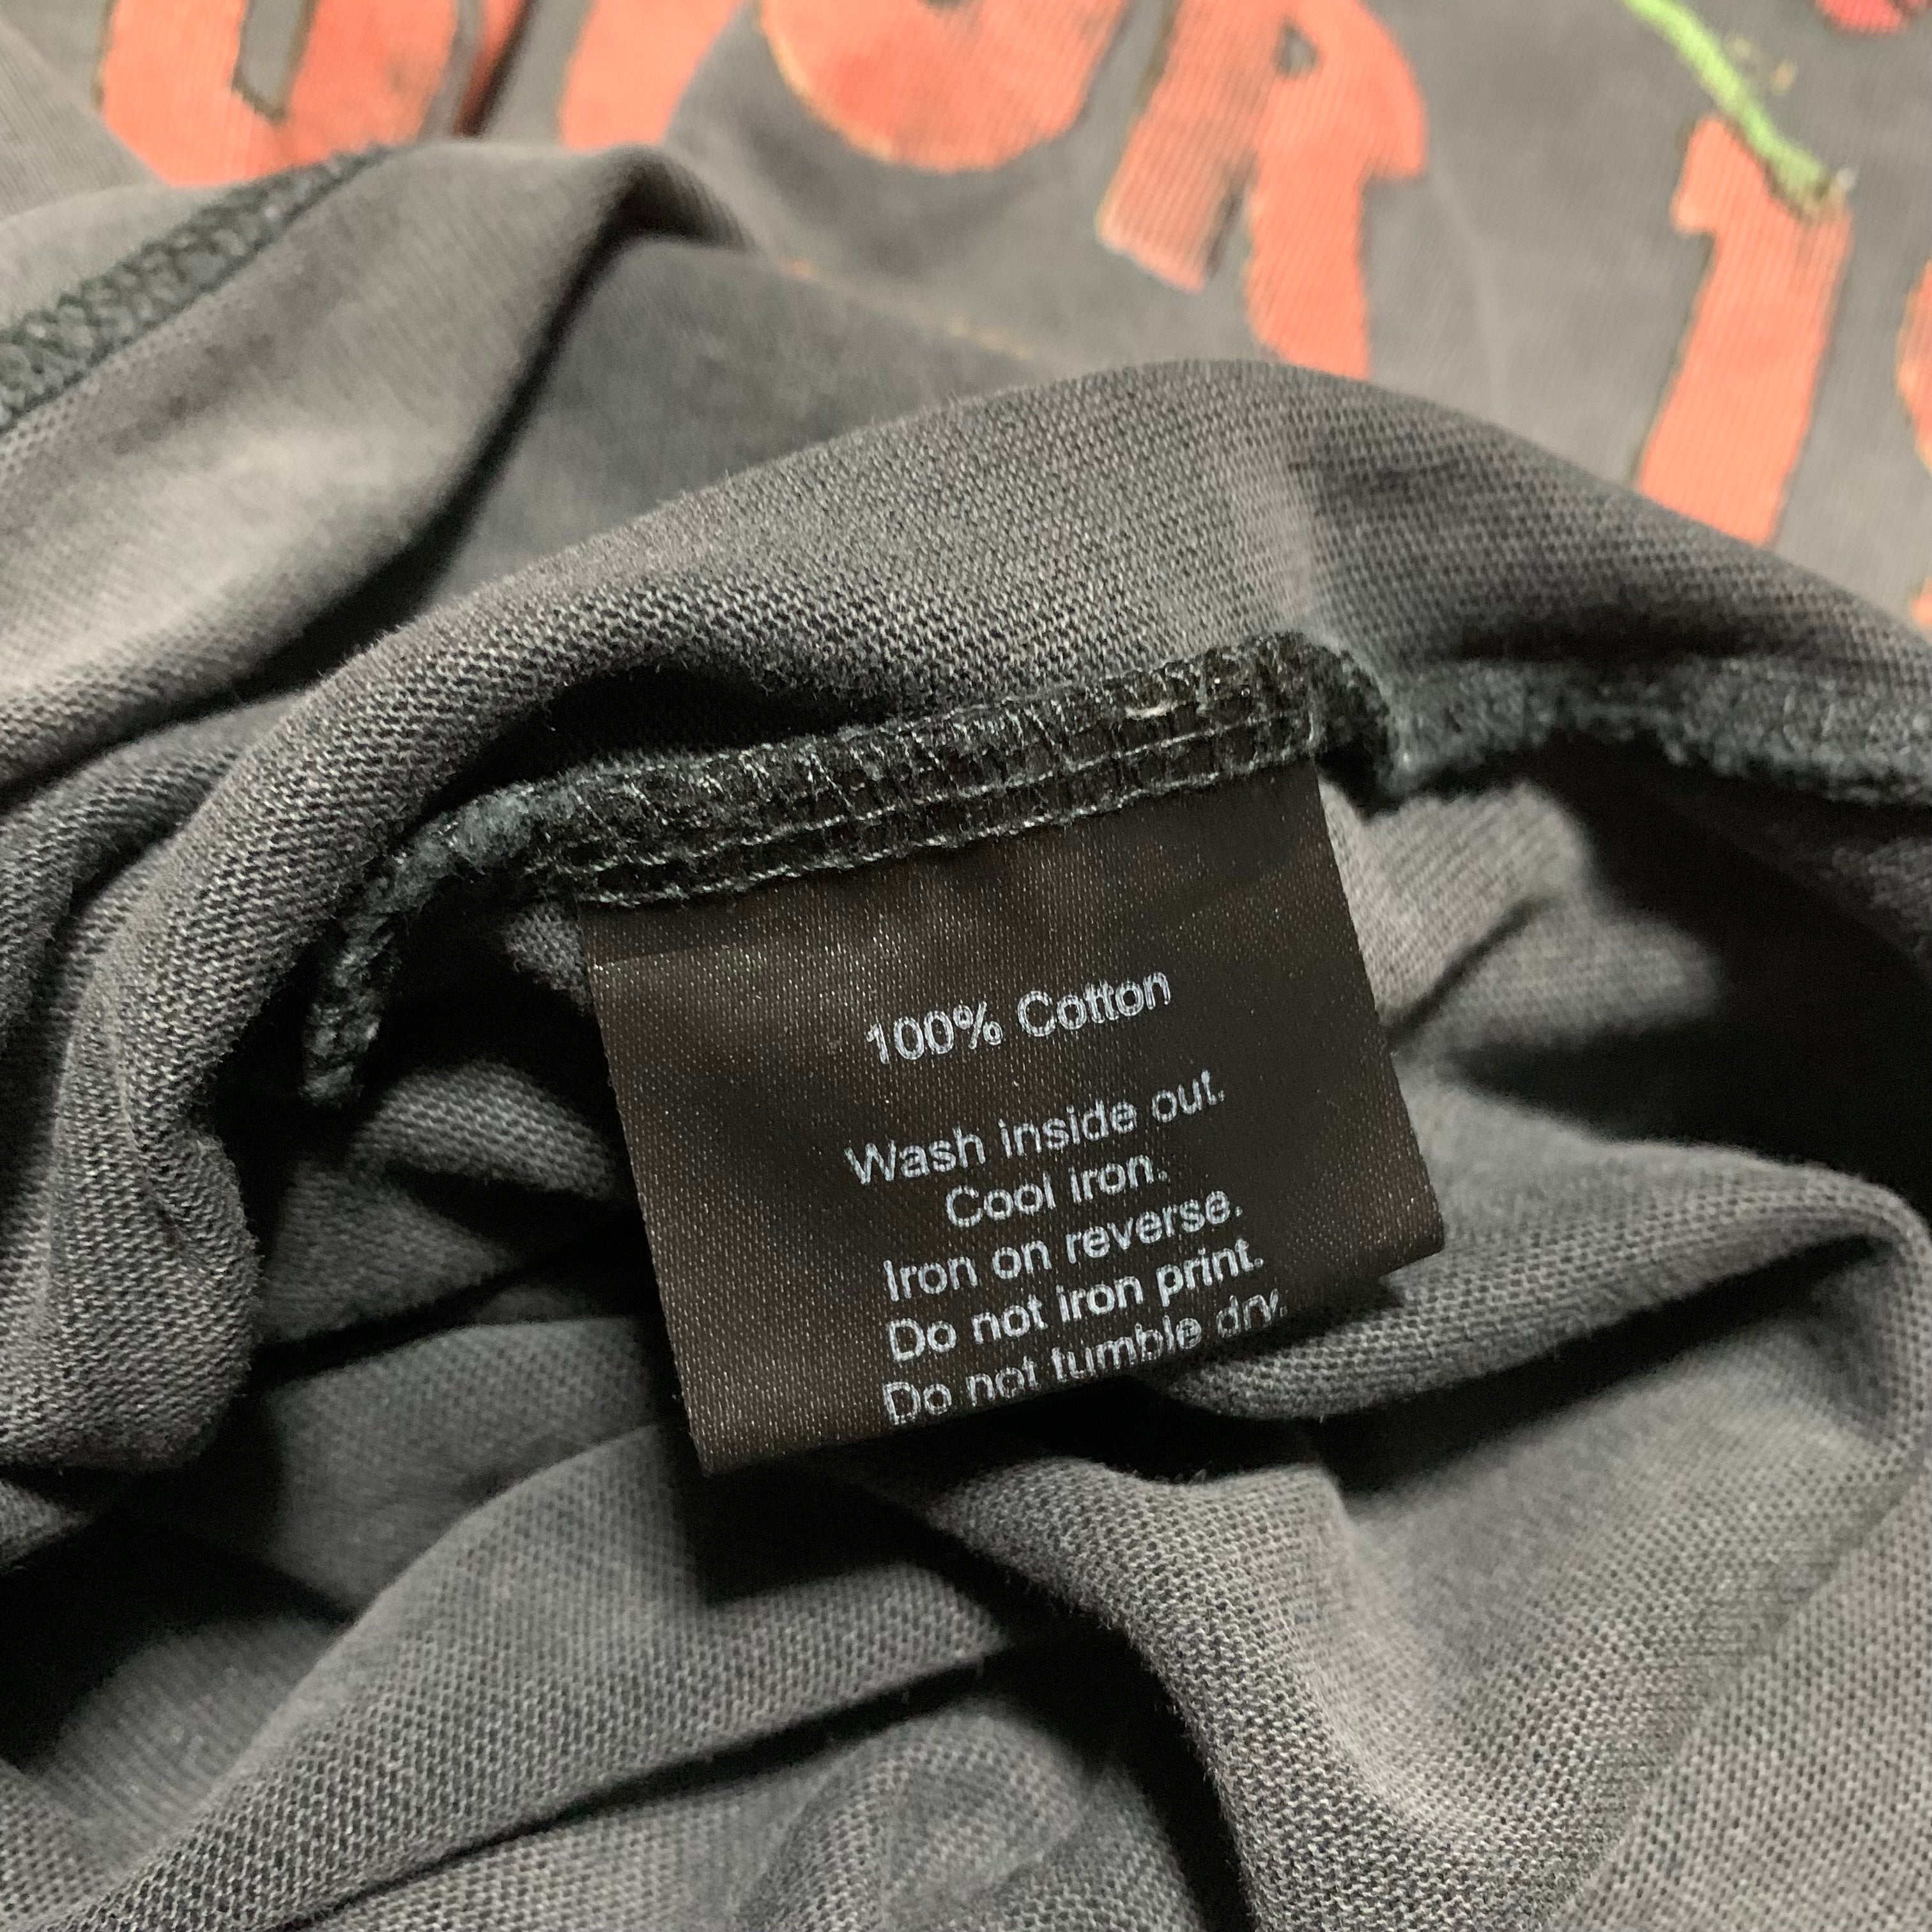 100% Cotton
Wash inside out.
Cool iron.
Iron on reverse.
Do not iron print.
Do not tumble dry.